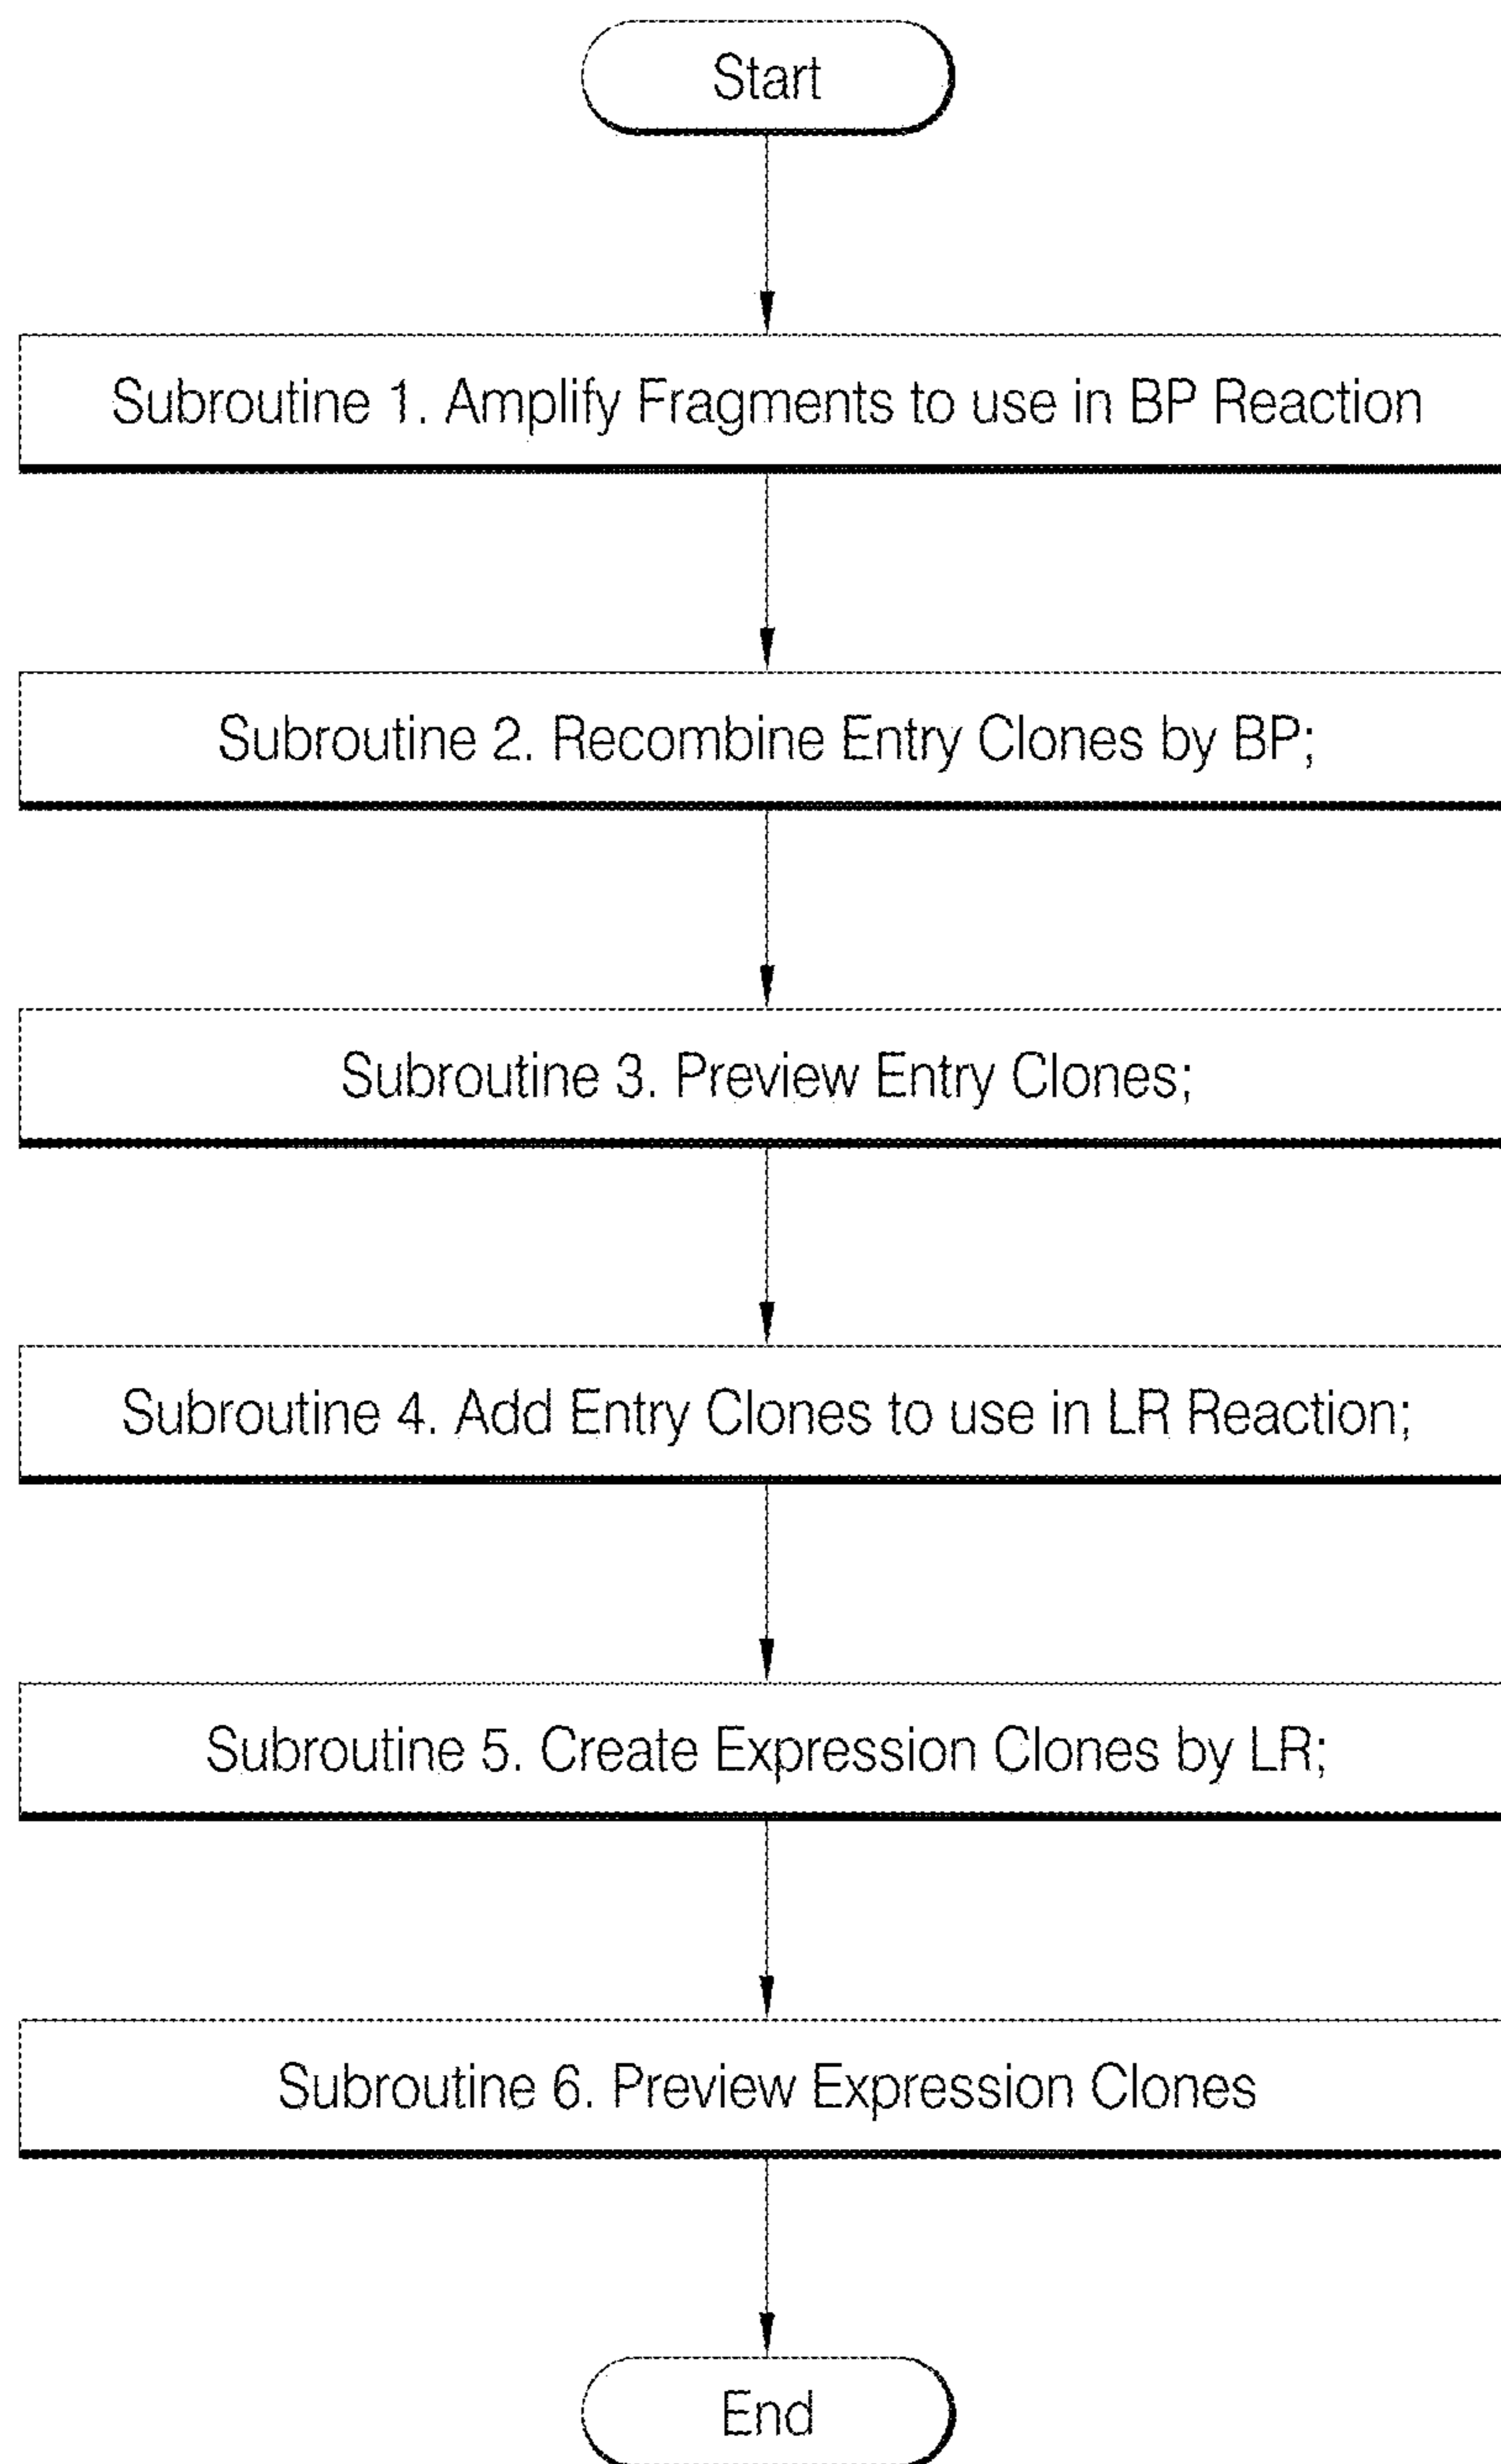 Start
Subroutine 1. Amplify Fragments to use in BP Reaction
Subroutine 2. Recombine Entry Clones by BP;
Subroutine 3. Preview Entry Clones;
Subroutine 4. Add Entry Clones to use in LR Reaction;
Subroutine 5. Create Expression Clones by LR;
Subroutine 6. Preview Expression Clones
End